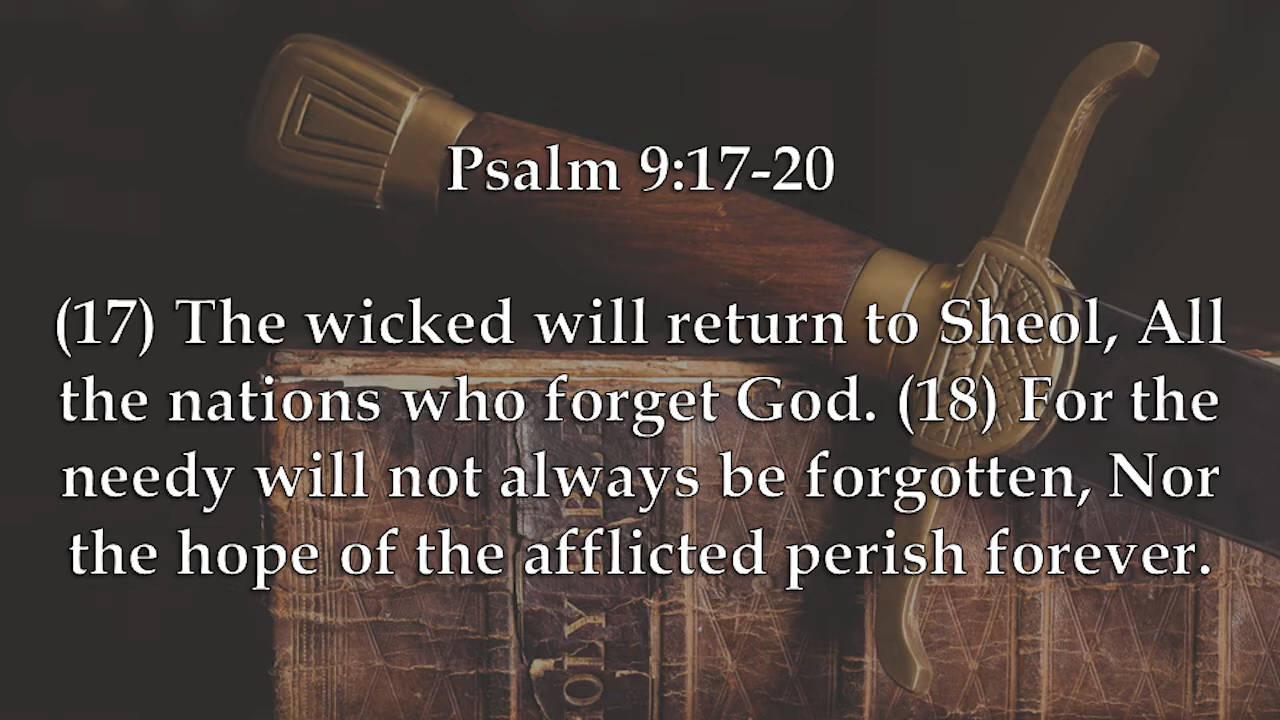 Psalm 9:17-20
(17) The wicked will return to Sheol, All
the nations who forget God. (18) For the
needy will not always be forgotten, Nor
the hope of the afflicted perish forever.